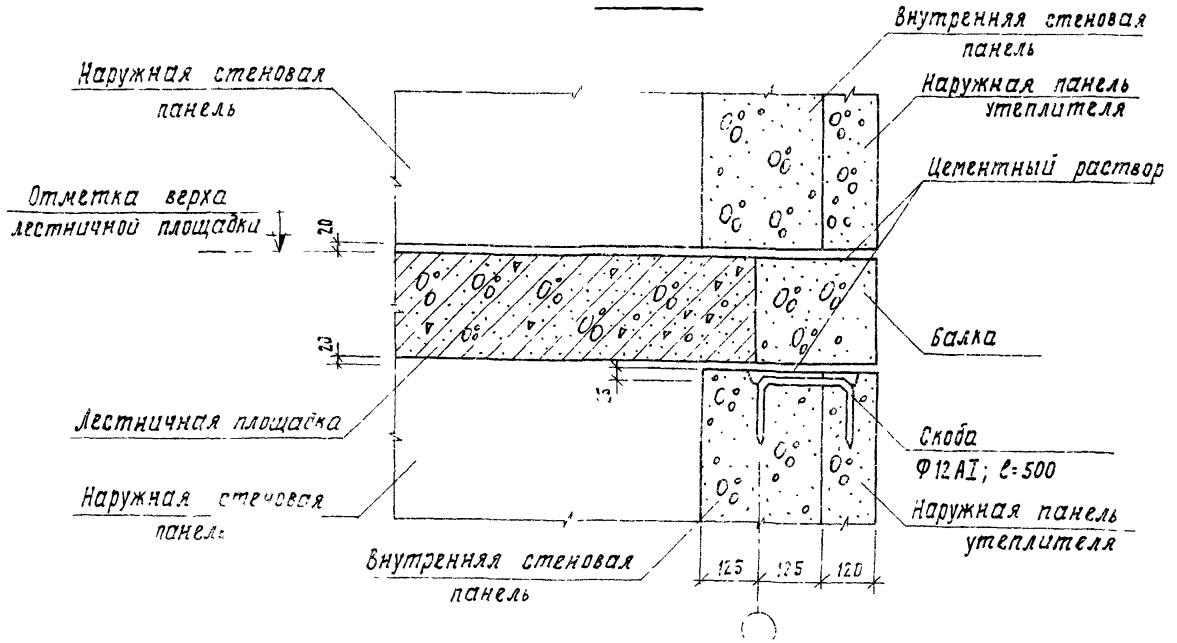 Внутренняя стеновая
панель
Наружная стеновая
панель
Наружная панель
утеплителя
Цементный раствор
Отметка верха
лестничной площадки
20
20
Балка
Лестничная площадка
Скоба
Ф12АI; ℓ=500
Наружная стеновая
панель
Наружная панель
утеплителя
Внутренняя стеновая
панель
125 125 120